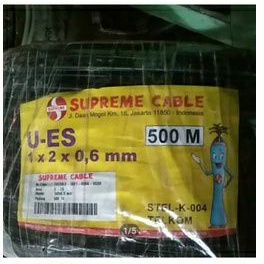 SUPREME CABLE
J. Daan Mogot Km. 16, Jakarta 11850 - Indonesia
U-ES
500 M
1 x 2 x 0,6 mm
SUPREME CABLE
STEL-K-004
TELKOM
1/5